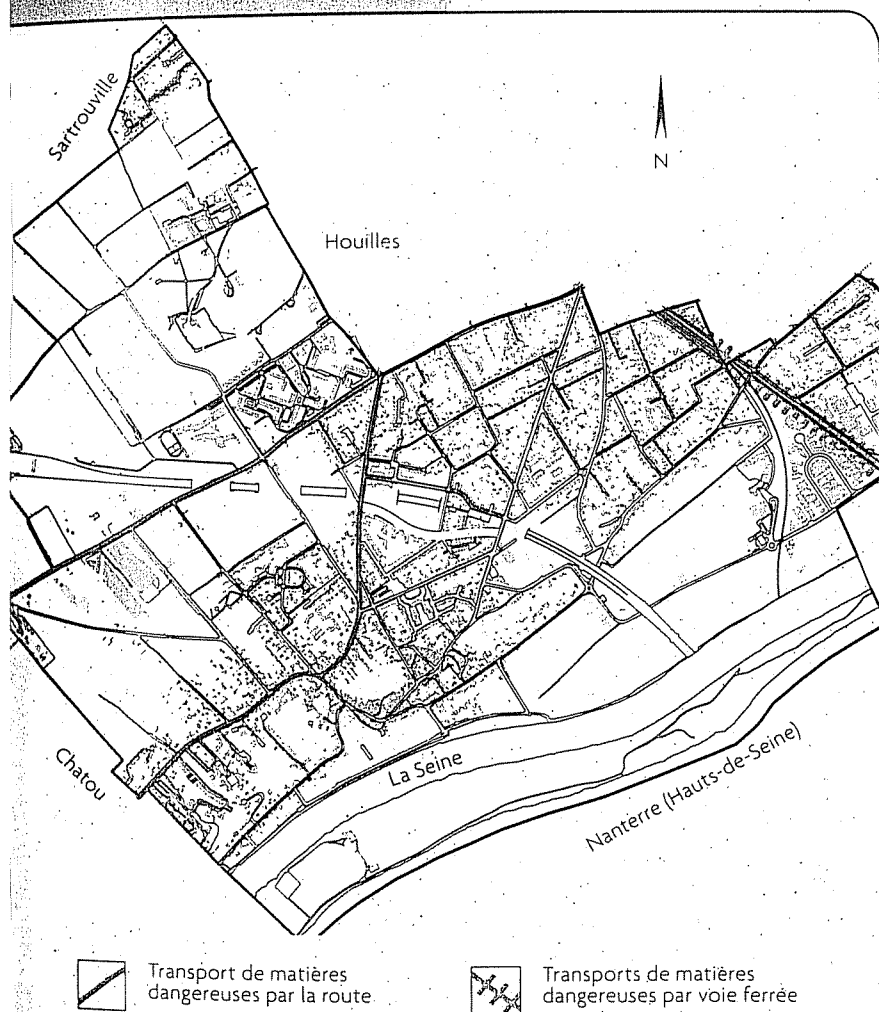 Sartrouville
N
Houilles
Chatou
La Seine
Nanterre (Hauts-de-Seine)
Transport de matières
dangereuses par la route
Transports de matières
dangereuses par voie ferrée